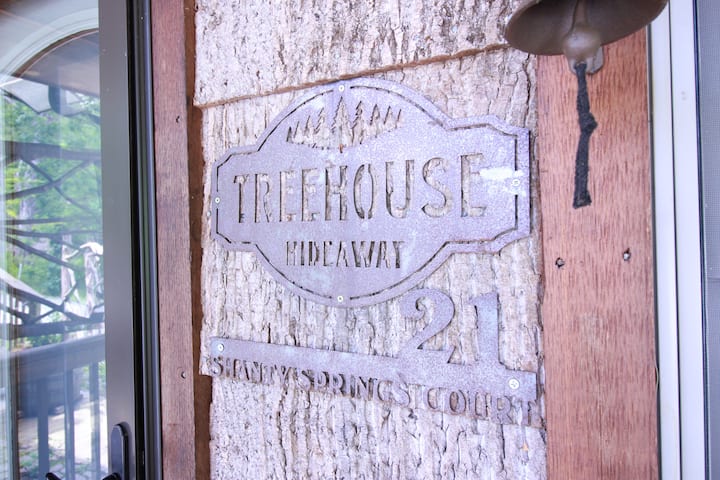 TREEHOUSE
HIDEAWAY
21
SHANTY SPRINGS COURT